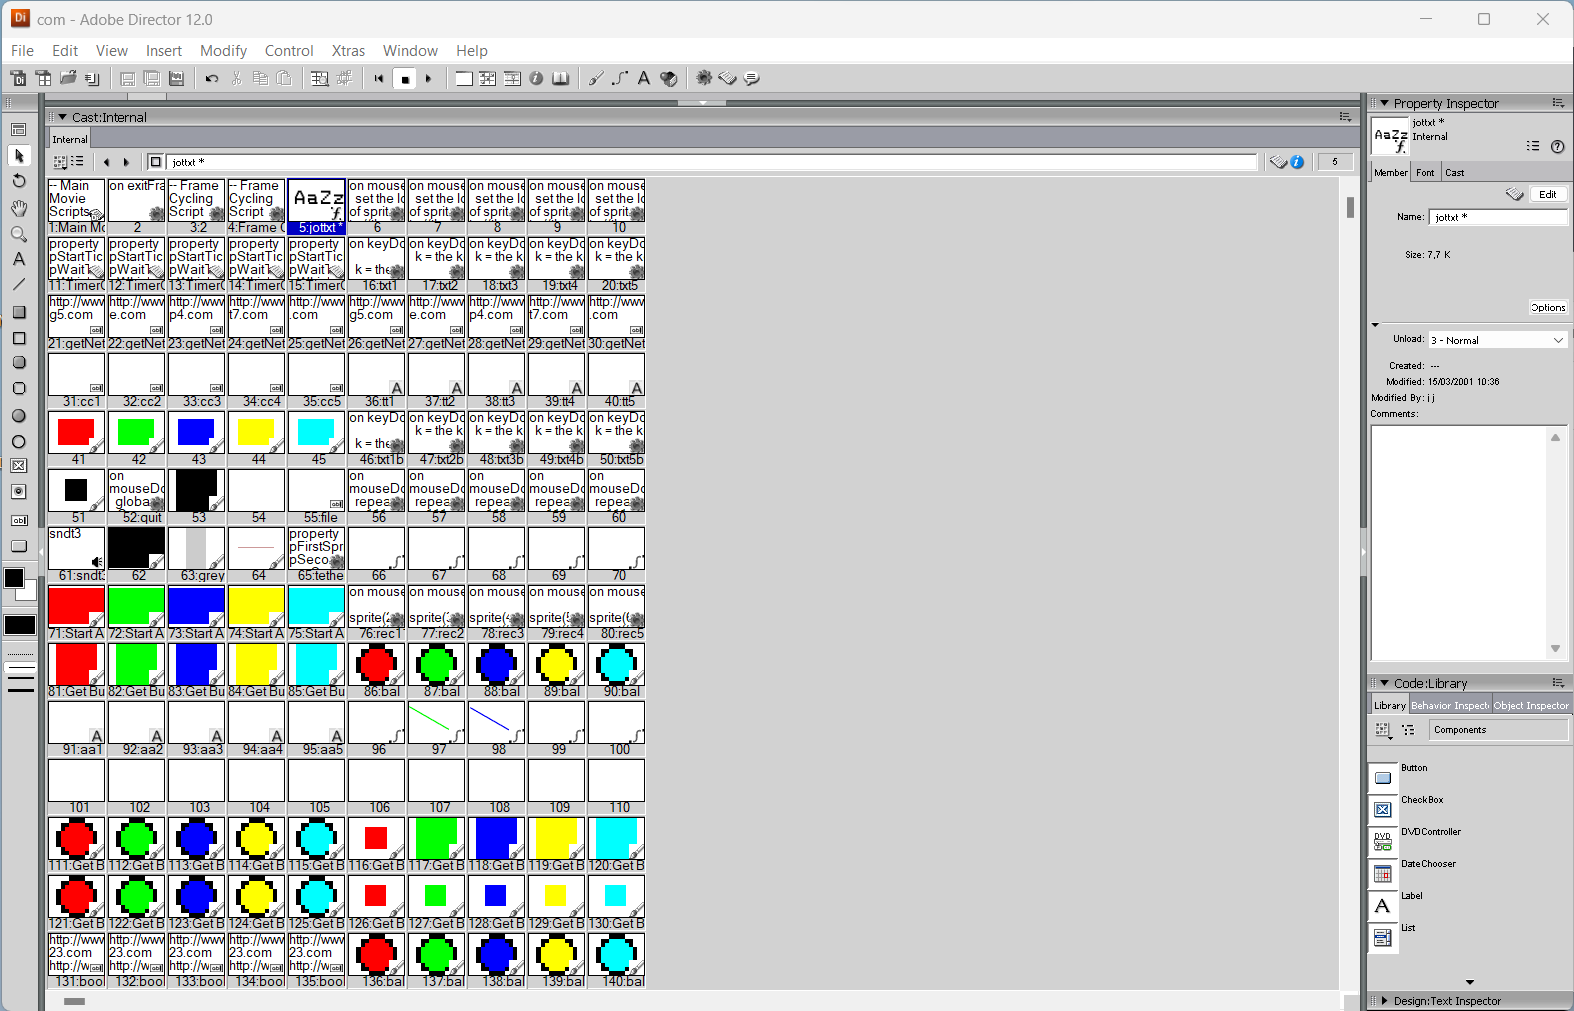 com - Adobe Director 12.0
File Edit View Insert Modify Control Xtras Window Help
Cast:Internal
Internal
jottxt * 5
-- Main Movie Scripts
on exitFra
-- Frame Cycling Script
-- Frame Cycling Script
AaZz f.
on mouse set the lo of sprit
on mouse set the lo of sprit
on mouse set the lo of sprit
on mouse set the lo of sprit
on mouse set the lo of sprit
1:Main Mo 2 3:2 4:Frame C 5:jottxt * 6 7 8 9 10
property pStartTic pWaitT
property pStartTic pWaitT
property pStartTic pWaitT
property pStartTic pWaitT
property pStartTic pWaitT
on keyDo k = the
on keyDo k = the k
on keyDo k = the k
on keyDo k = the k
on keyDo k = the k
11:TimerC 12:TimerC 13:TimerC 14:TimerC 15:TimerC 16:txt1 17:txt2 18:txt3 19:txt4 20:txt5
http://www g5.com
http://www e.com
http://www p4.com
http://www t7.com
http://www .com
http://www g5.com
http://www e.com
http://www p4.com
http://www t7.com
http://www .com
21:getNet 22:getNet 23:getNet 24:getNet 25:getNet 26:getNet 27:getNet 28:getNet 29:getNet 30:getNet
31:cc1 32:cc2 33:cc3 34:cc4 35:cc5 36:tt1 37:tt2 38:tt3 39:tt4 40:tt5
on keyDo k = the
on keyDo k = the k
on keyDo k = the k
on keyDo k = the k
on keyDo k = the k
41 42 43 44 45 46:txt1b 47:txt2b 48:txt3b 49:txt4b 50:txt5b
on mouseDo globa
on mouseDo repea
on mouseDo repea
on mouseDo repea
on mouseDo repea
on mouseDo repea
51 52:quit 53 54 55:file 56 57 58 59 60
sndt3
property pFirstSpr pSeco
61:sndt3 62 63:grey 64 65:tethe 66 67 68 69 70
on mouse sprite(2
on mouse sprite(3
on mouse sprite(4
on mouse sprite(5
on mouse sprite(6
71:Start A 72:Start A 73:Start A 74:Start A 75:Start A 76:rec1 77:rec2 78:rec3 79:rec4 80:rec5
81:Get Bu 82:Get Bu 83:Get Bu 84:Get Bu 85:Get Bu 86:bal 87:bal 88:bal 89:bal 90:bal
91:aa1 92:aa2 93:aa3 94:aa4 95:aa5 96 97 98 99 100
101 102 103 104 105 106 107 108 109 110
111:Get B 112:Get B 113:Get B 114:Get B 115:Get B 116:Get B 117:Get B 118:Get B 119:Get B 120:Get B
121:Get B 122:Get B 123:Get B 124:Get B 125:Get B 126:Get B 127:Get B 128:Get B 129:Get B 130:Get B
http://www 23.com http://w
http://www 23.com http://w
http://www 23.com http://w
http://www 23.com http://w
http://www 23.com http://w
131:bool 132:bool 133:bool 134:bool 135:bool 136:bal 137:bal 138:bal 139:bal 140:bal
Property Inspector
AaZz f.
jottxt *
Internal
Member Font Cast
Edit
Name: jottxt *
Size: 7,7 K
Options
Unload: 3 - Normal
Created: ---
Modified: 15/03/2001 10:36
Modified By: j j
Comments:
Code:Library
Library Behavior Inspect Object Inspector
Components
Button
CheckBox
DVD
DVDController
DateChooser
Label
List
Design:Text Inspector